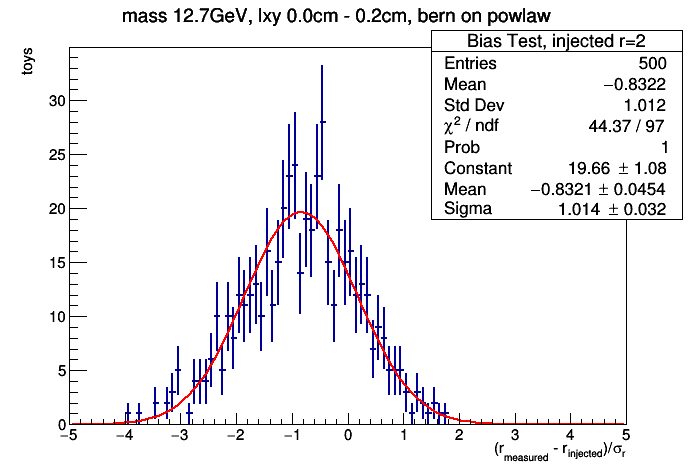 mass 12.7GeV, lxy 0.0cm - 0.2cm, bern on powlaw
Bias Test, injected r=2
Entries 500
Mean −0.8322
Std Dev 1.012
χ² / ndf 44.37 / 97
Prob 1
Constant 19.66 ± 1.08
Mean −0.8321 ± 0.0454
Sigma 1.014 ± 0.032
toys
30
25
20
15
10
5
0
−5 −4 −3 −2 −1 0 1 2 3 4 5
(r_measured - r_injected)/σ_r